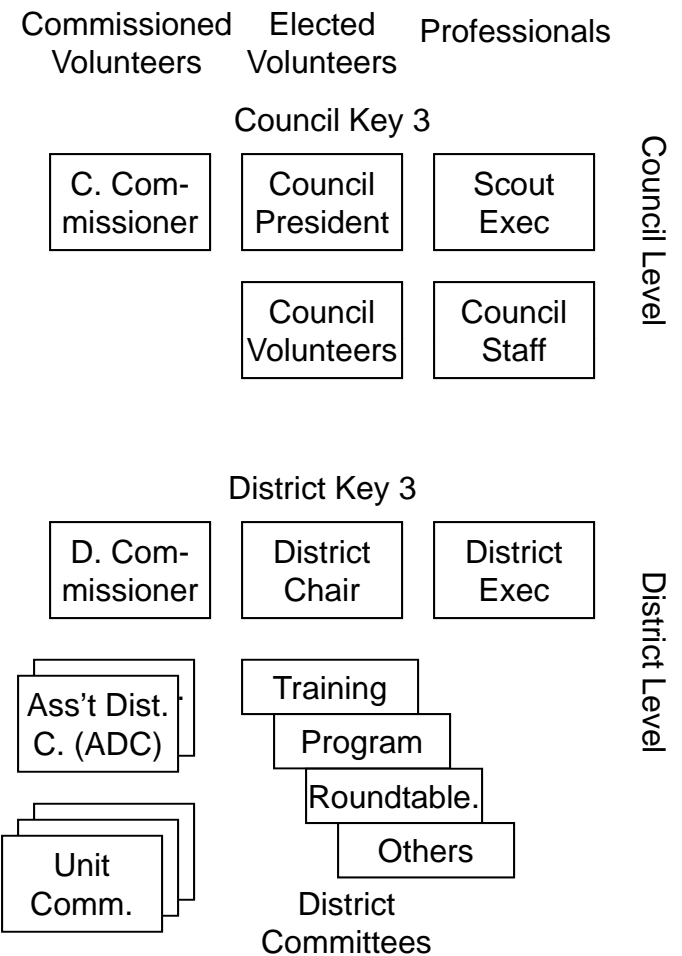 Commissioned
Volunteers
Elected
Volunteers
Professionals
Council Key 3
C. Com-
missioner
Council
President
Scout
Exec
Council
Volunteers
Council
Staff
Council Level
District Key 3
D. Com-
missioner
District
Chair
District
Exec
Ass’t Dist.
C. (ADC)
Training
Program
Roundtable.
Others
Unit
Comm.
District
Committees
District Level